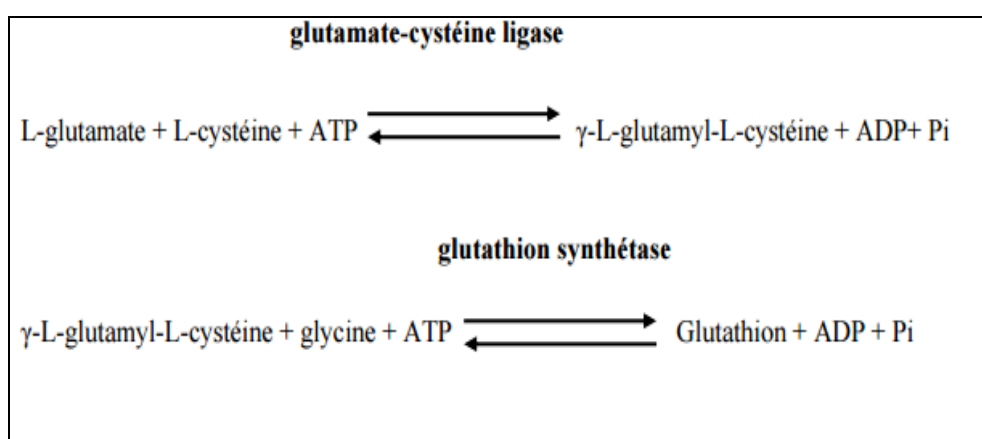 glutamate-cystéine ligase
L-glutamate + L-cystéine + ATP γ-L-glutamyl-L-cystéine + ADP+ Pi
glutathion synthétase
γ-L-glutamyl-L-cystéine + glycine + ATP Glutathion + ADP + Pi